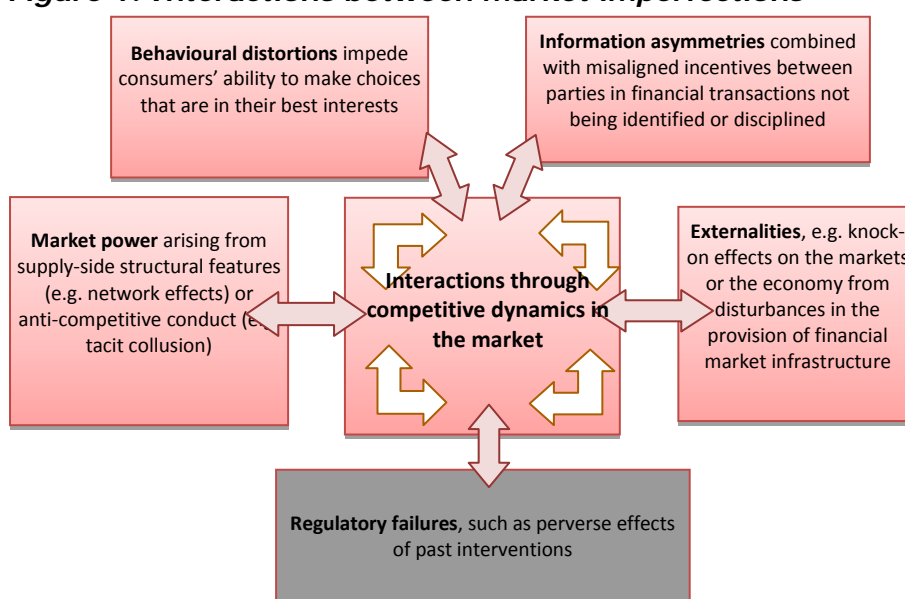 Figure 1: Interactions between market imperfections
Behavioural distortions impede
consumers’ ability to make choices
that are in their best interests
Information asymmetries combined
with misaligned incentives between
parties in financial transactions not
being identified or disciplined
Market power arising from
supply-side structural features
(e.g. network effects) or
anti-competitive conduct (e.
tacit collusion)
Interactions through
competitive dynamics in
the market
Externalities, e.g. knock-
on effects on the markets
or the economy from
disturbances in the
provision of financial
market infrastructure
Regulatory failures, such as perverse effects
of past interventions